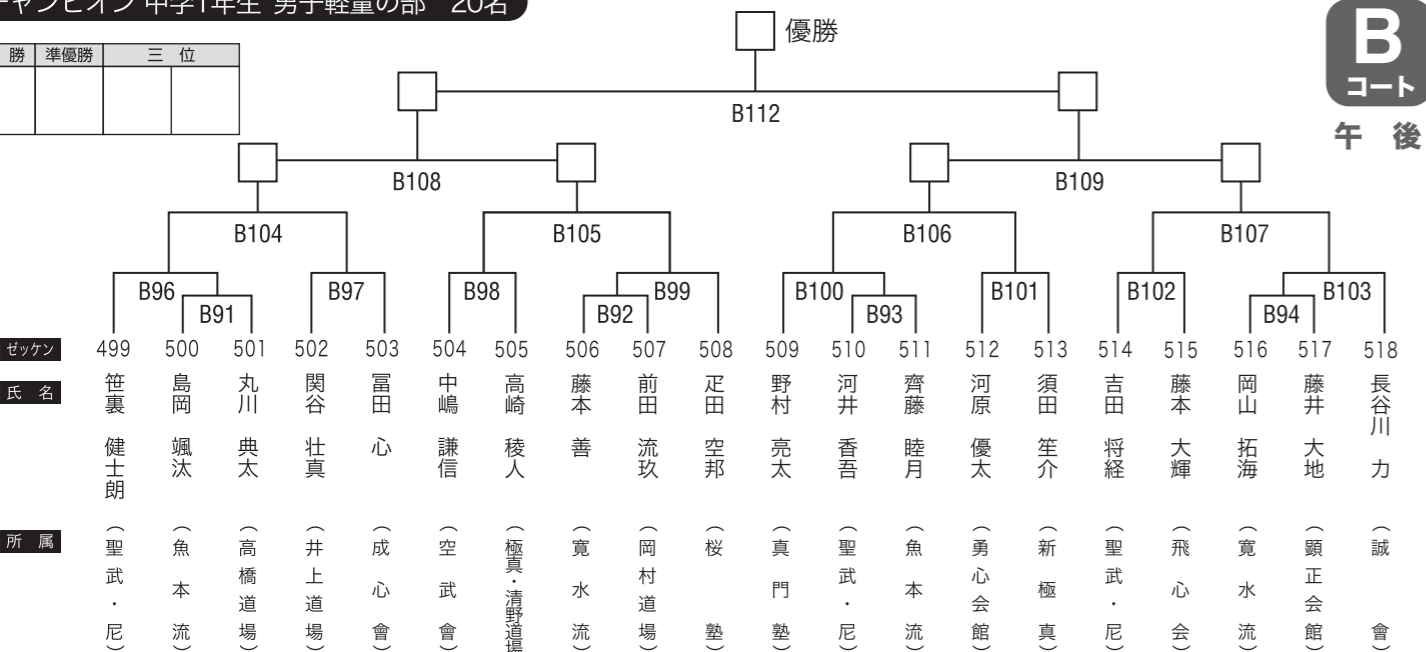 チャンピオン 中学1年生 男子軽量の部 20名
B
コート
午 後
勝 準優勝 三 位
優勝
B112
B108 B109
B104 B105 B106 B107
B96 B97 B98 B99 B100 B101 B102 B103
B91 B92 B93 B94
ゼッケン 499 500 501 502 503 504 505 506 507 508 509 510 511 512 513 514 515 516 517 518
氏 名
笹裏 健士朗
島岡 颯汰
丸川 典太
関谷 壮真
冨田 心
中嶋 謙信
高崎 稜人
藤本 善
前田 流玖
疋田 空邦
野村 亮太
河井 香吾
齊藤 睦月
河原 優太
須田 笙介
吉田 将経
藤本 大輝
岡山 拓海
藤井 大地
長谷川 力
所 属
(聖武・尼)
(魚本流)
(高橋道場)
(井上道場)
(成心會)
(空武會)
(極真・清野道場
(寛水流)
(岡村道場)
(桜塾)
(真門塾)
(聖武・尼)
(魚本流)
(勇心会館)
(新極真)
(聖武・尼)
(飛心会)
(寛水流)
(顕正会館)
(誠會)